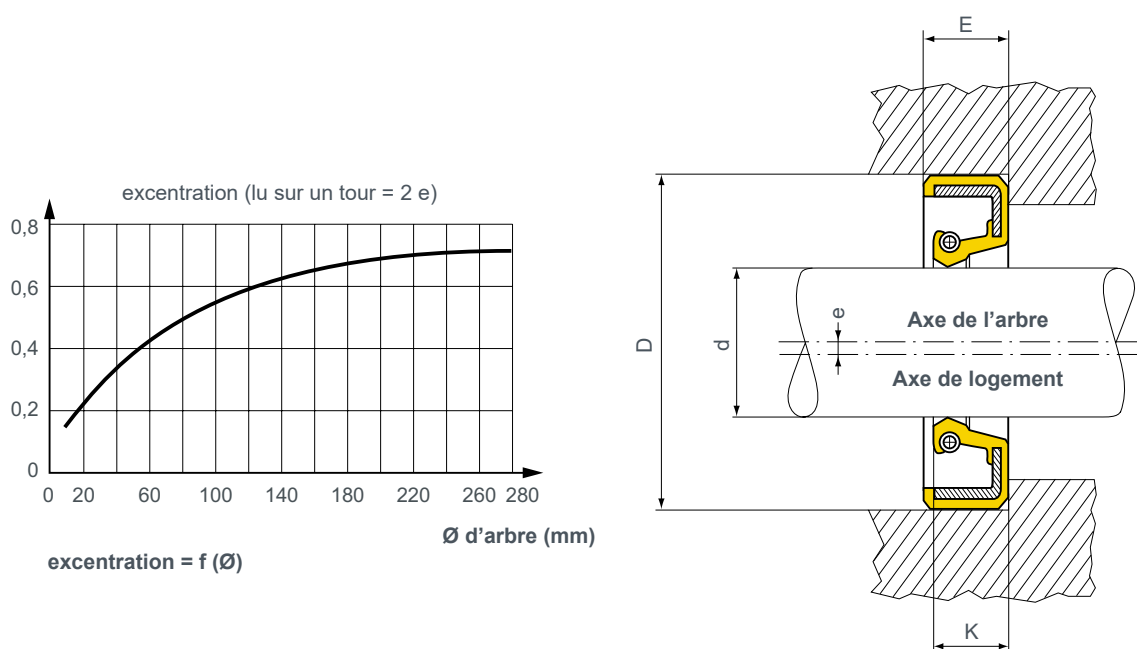 excentration (lu sur un tour = 2 e)
0,8
0,6
0,4
0,2
0
0 20 60 100 140 180 220 260 280
Ø d’arbre (mm)
excentration = f (Ø)
E
D
d
e
Axe de l’arbre
Axe de logement
K